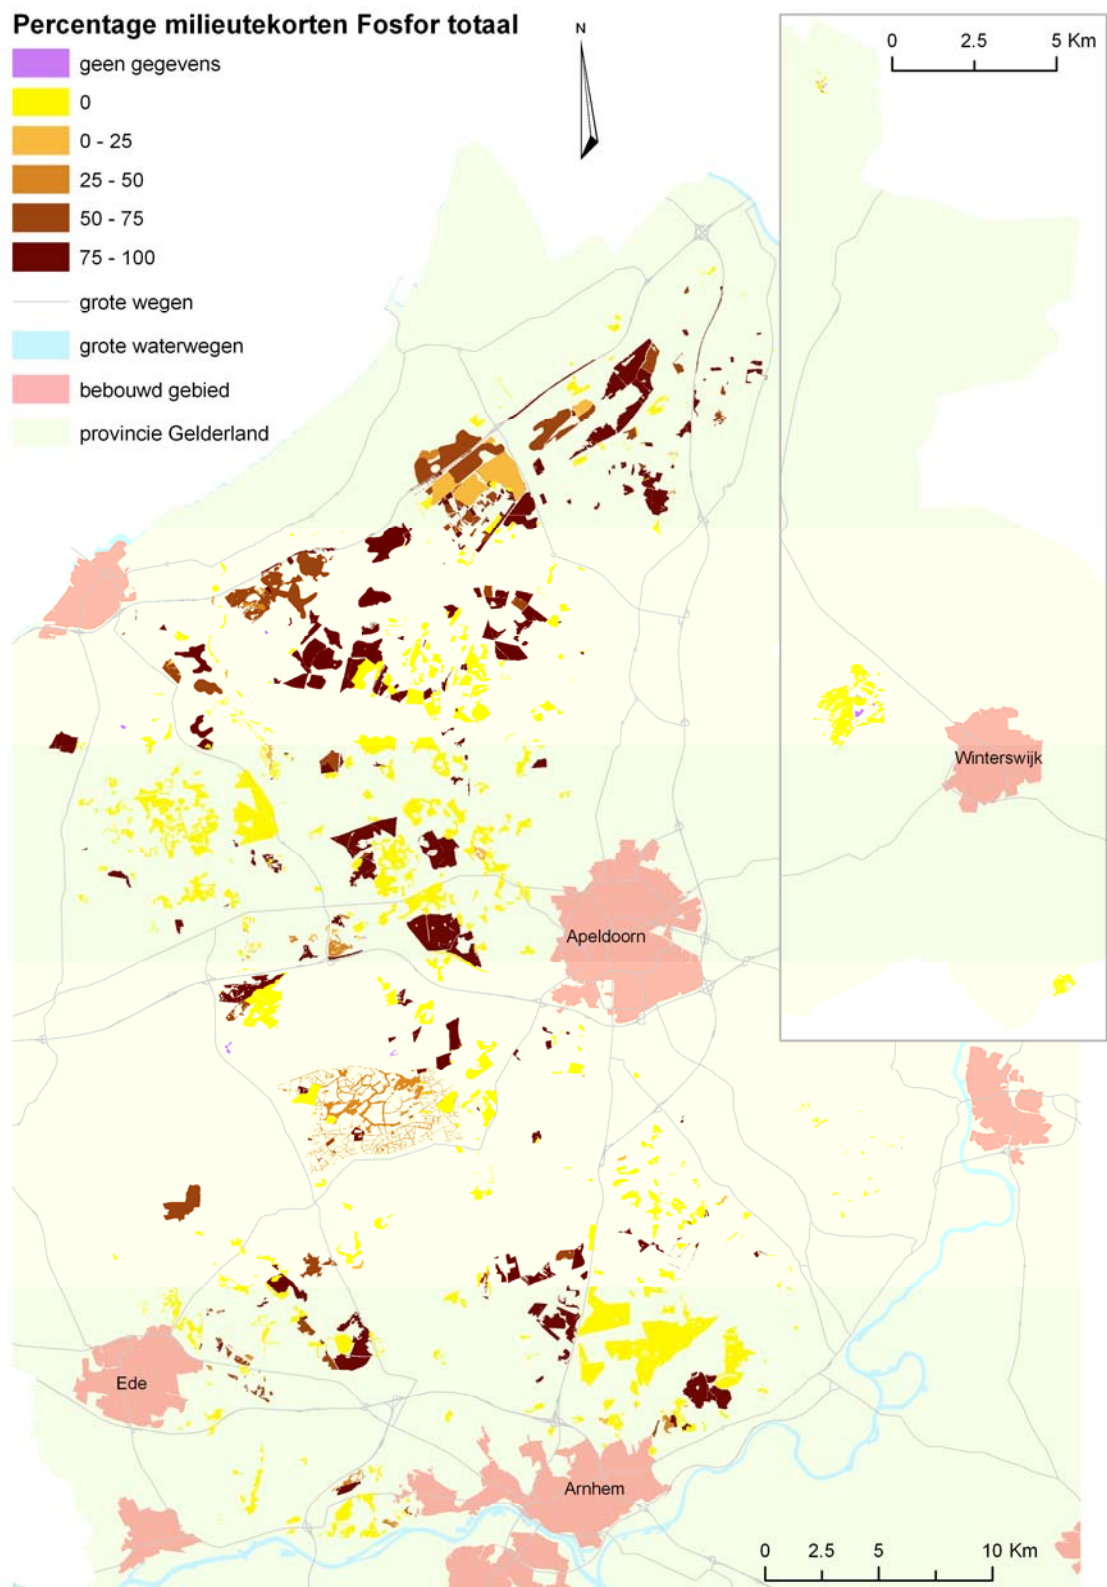 Percentage milieutekorten Fosfor totaal
geen gegevens
0
0 - 25
25 - 50
50 - 75
75 - 100
grote wegen
grote waterwegen
bebouwd gebied
provincie Gelderland
N
0 2.5 5 Km
Winterswijk
Apeldoorn
Ede
Arnhem
0 2.5 5 10 Km